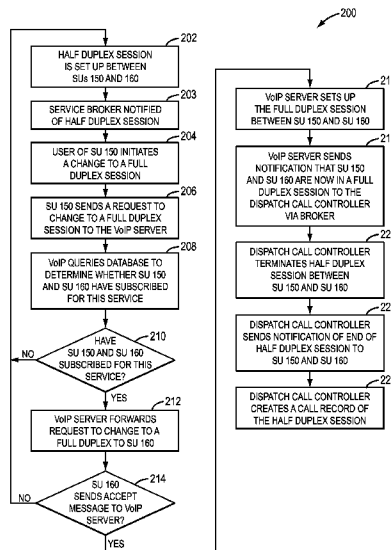 200
202
HALF DUPLEX SESSION
IS SET UP BETWEEN
SUs 150 AND 160
203
SERVICE BROKER NOTIFIED
OF HALF DUPLEX SESSION
204
USER OF SU 150 INITIATES
A CHANGE TO A FULL
DUPLEX SESSION
206
SU 150 SENDS A REQUEST TO
CHANGE TO A FULL DUPLEX
SESSION TO THE VoIP SERVER
208
VoIP QUERIES DATABASE TO
DETERMINE WHETHER SU 150
AND SU 160 HAVE SUBSCRIBED
FOR THIS SERVICE
210
HAVE
SU 150 AND SU 160
SUBSCRIBED FOR THIS
SERVICE?
NO
YES
212
VoIP SERVER FORWARDS
REQUEST TO CHANGE TO A
FULL DUPLEX TO SU 160
214
SU 160
SENDS ACCEPT
MESSAGE TO VoIP
SERVER?
NO
YES
21
VoIP SERVER SETS UP
THE FULL DUPLEX SESSION
BETWEEN SU 150 AND SU 160
21
VoIP SERVER SENDS
NOTIFICATION THAT SU 150
AND SU 160 ARE NOW IN A FULL
DUPLEX SESSION TO THE
DISPATCH CALL CONTROLLER
VIA BROKER
22
DISPATCH CALL CONTROLLER
TERMINATES HALF DUPLEX
SESSION BETWEEN
SU 150 AND SU 160
22
DISPATCH CALL CONTROLLER
SENDS NOTIFICATION OF END OF
HALF DUPLEX SESSION TO
SU 150 AND SU 160
22
DISPATCH CALL CONTROLLER
CREATES A CALL RECORD OF
THE HALF DUPLEX SESSION